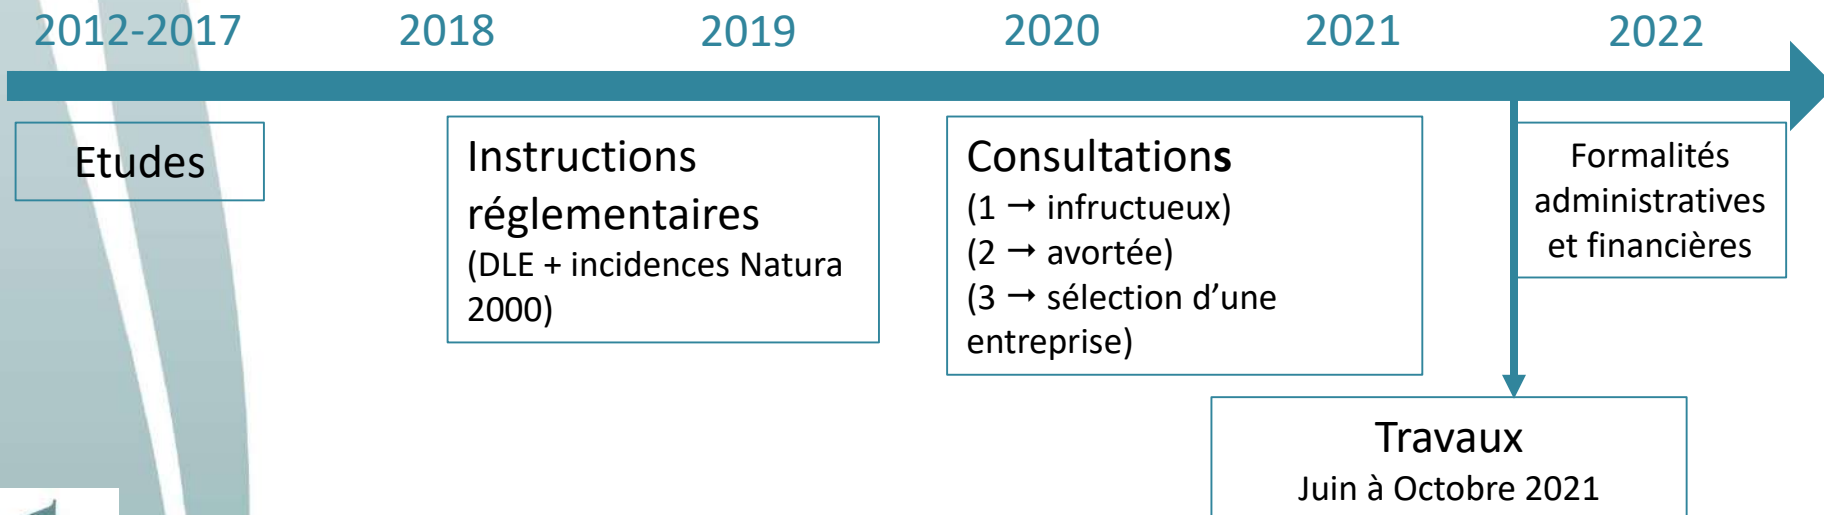 2012-2017 2018 2019 2020 2021 2022
Etudes
Instructions
réglementaires
(DLE + incidences Natura
2000)
Consultations
(1 → infructueux)
(2 → avortée)
(3 → sélection d’une
entreprise)
Formalités
administratives
et financières
Travaux
Juin à Octobre 2021